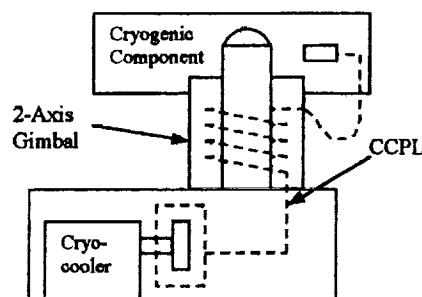 Cryogenic
Component
2-Axis
Gimbal
CCPL
Cryo-
cooler